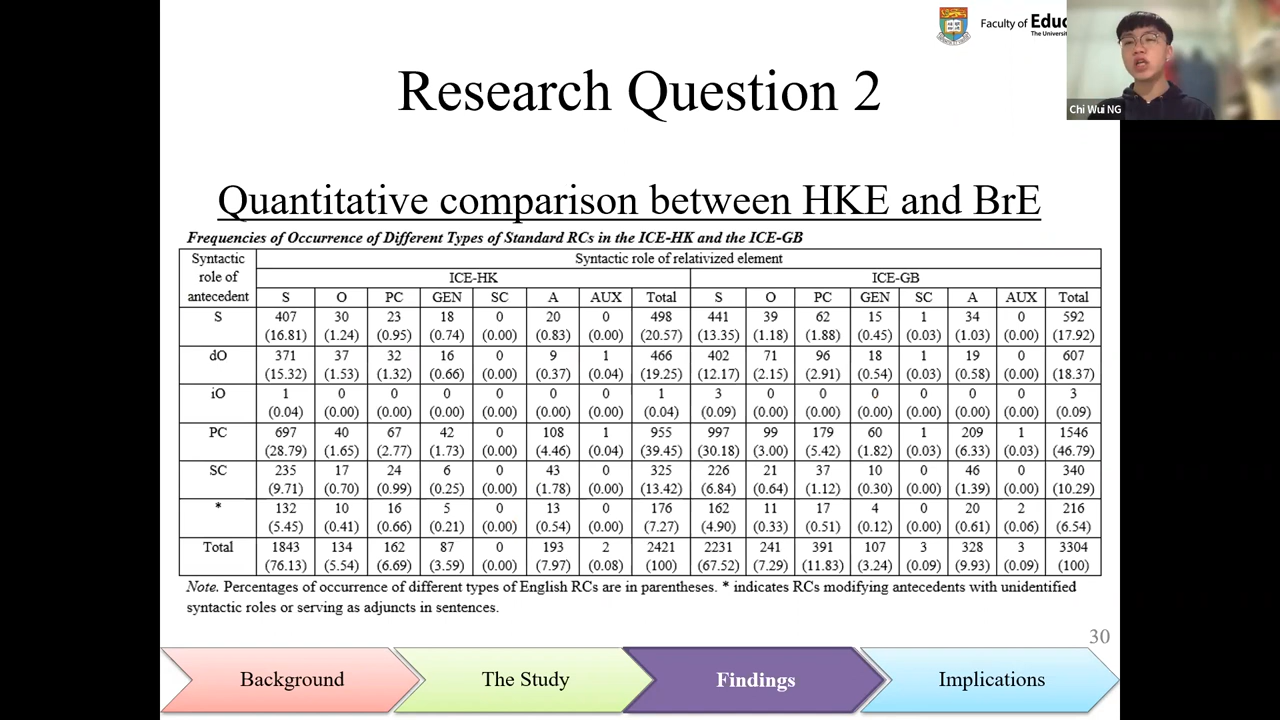 Faculty of Educ
The Universi
Chi Wui NG
Research Question 2
Quantitative comparison between HKE and BrE
Frequencies of Occurrence of Different Types of Standard RCs in the ICE-HK and the ICE-GB
Syntactic role of antecedent Syntactic role of relativized element
ICE-HK ICE-GB
S O PC GEN SC A AUX Total S O PC GEN SC A AUX Total
S 407 30 23 18 0 20 0 498 441 39 62 15 1 34 0 592
(16.81) (1.24) (0.95) (0.74) (0.00) (0.83) (0.00) (20.57) (13.35) (1.18) (1.88) (0.45) (0.03) (1.03) (0.00) (17.92)
dO 371 37 32 16 0 9 1 466 402 71 96 18 1 19 0 607
(15.32) (1.53) (1.32) (0.66) (0.00) (0.37) (0.04) (19.25) (12.17) (2.15) (2.91) (0.54) (0.03) (0.58) (0.00) (18.37)
iO 1 0 0 0 0 0 0 1 3 0 0 0 0 0 0 3
(0.04) (0.00) (0.00) (0.00) (0.00) (0.00) (0.00) (0.04) (0.09) (0.00) (0.00) (0.00) (0.00) (0.00) (0.00) (0.09)
PC 697 40 67 42 0 108 1 955 997 99 179 60 1 209 1 1546
(28.79) (1.65) (2.77) (1.73) (0.00) (4.46) (0.04) (39.45) (30.18) (3.00) (5.42) (1.82) (0.03) (6.33) (0.03) (46.79)
SC 235 17 24 6 0 43 0 325 226 21 37 10 0 46 0 340
(9.71) (0.70) (0.99) (0.25) (0.00) (1.78) (0.00) (13.42) (6.84) (0.64) (1.12) (0.30) (0.00) (1.39) (0.00) (10.29)
* 132 10 16 5 0 13 0 176 162 11 17 4 0 20 2 216
(5.45) (0.41) (0.66) (0.21) (0.00) (0.54) (0.00) (7.27) (4.90) (0.33) (0.51) (0.12) (0.00) (0.61) (0.06) (6.54)
Total 1843 134 162 87 0 193 2 2421 2231 241 391 107 3 328 3 3304
(76.13) (5.54) (6.69) (3.59) (0.00) (7.97) (0.08) (100) (67.52) (7.29) (11.83) (3.24) (0.09) (9.93) (0.09) (100)
Note. Percentages of occurrence of different types of English RCs are in parentheses. * indicates RCs modifying antecedents with unidentified
syntactic roles or serving as adjuncts in sentences.
30
Background The Study Findings Implications